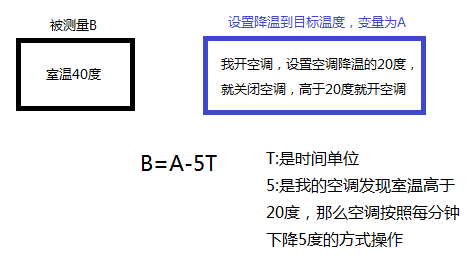 被测量B
设置降温到目标温度，变量为A
室温40度
我开空调，设置空调降温的20度，
就关闭空调，高于20度就开空调
B=A-5T
T:是时间单位
5:是我的空调发现室温高于
20度，那么空调按照每分钟
下降5度的方式操作